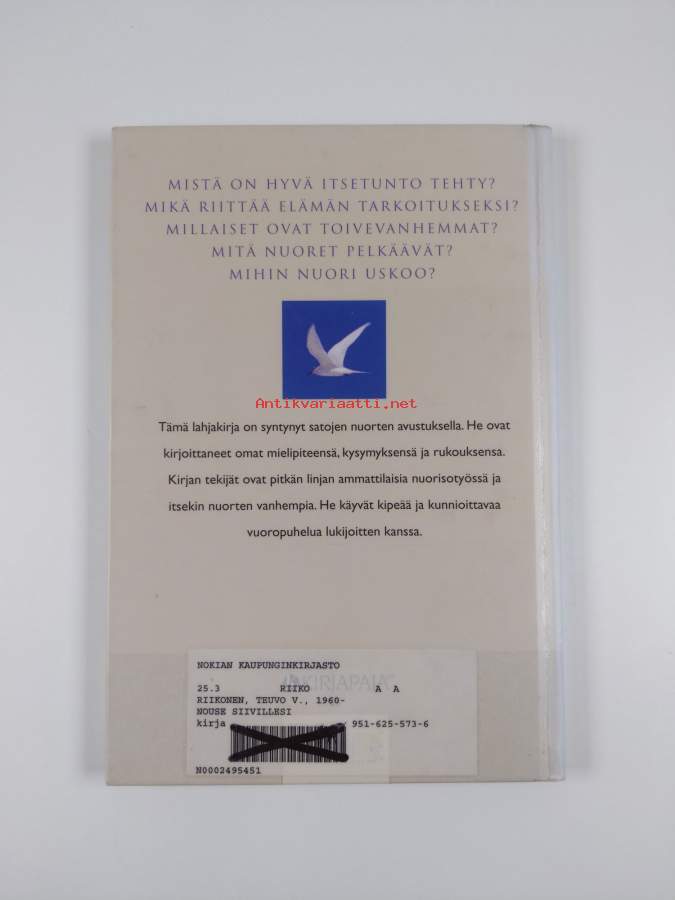 MISTÄ ON HYVÄ ITSETUNTO TEHTY?
MIKÄ RIITTÄÄ ELÄMÄN TARKOITUKSEKSI?
MILLAISET OVAT TOIVEVANHEMMAT?
MITÄ NUORET PELKÄÄVÄT?
MIHIN NUORI USKOO?
Antikvariaatti.net
Tämä lahjakirja on syntynyt satojen nuorten avustuksella. He ovat
kirjoittaneet omat mielipiteensä, kysymyksensä ja rukouksensa.
Kirjan tekijät ovat pitkän linjan ammattilaisia nuorisotyössä ja
itsekin nuorten vanhempia. He käyvät kipeää ja kunnioittavaa
vuoropuhelua lukijoitten kanssa.
NOKIAN KAUPUNGINKIRJASTO
KIRJAPAJA
25.3 RIIKO A A
RIIKONEN, TEUVO V., 1960-
NOUSE SIIVILLESI
kirja 951-625-573-6
N0002495451